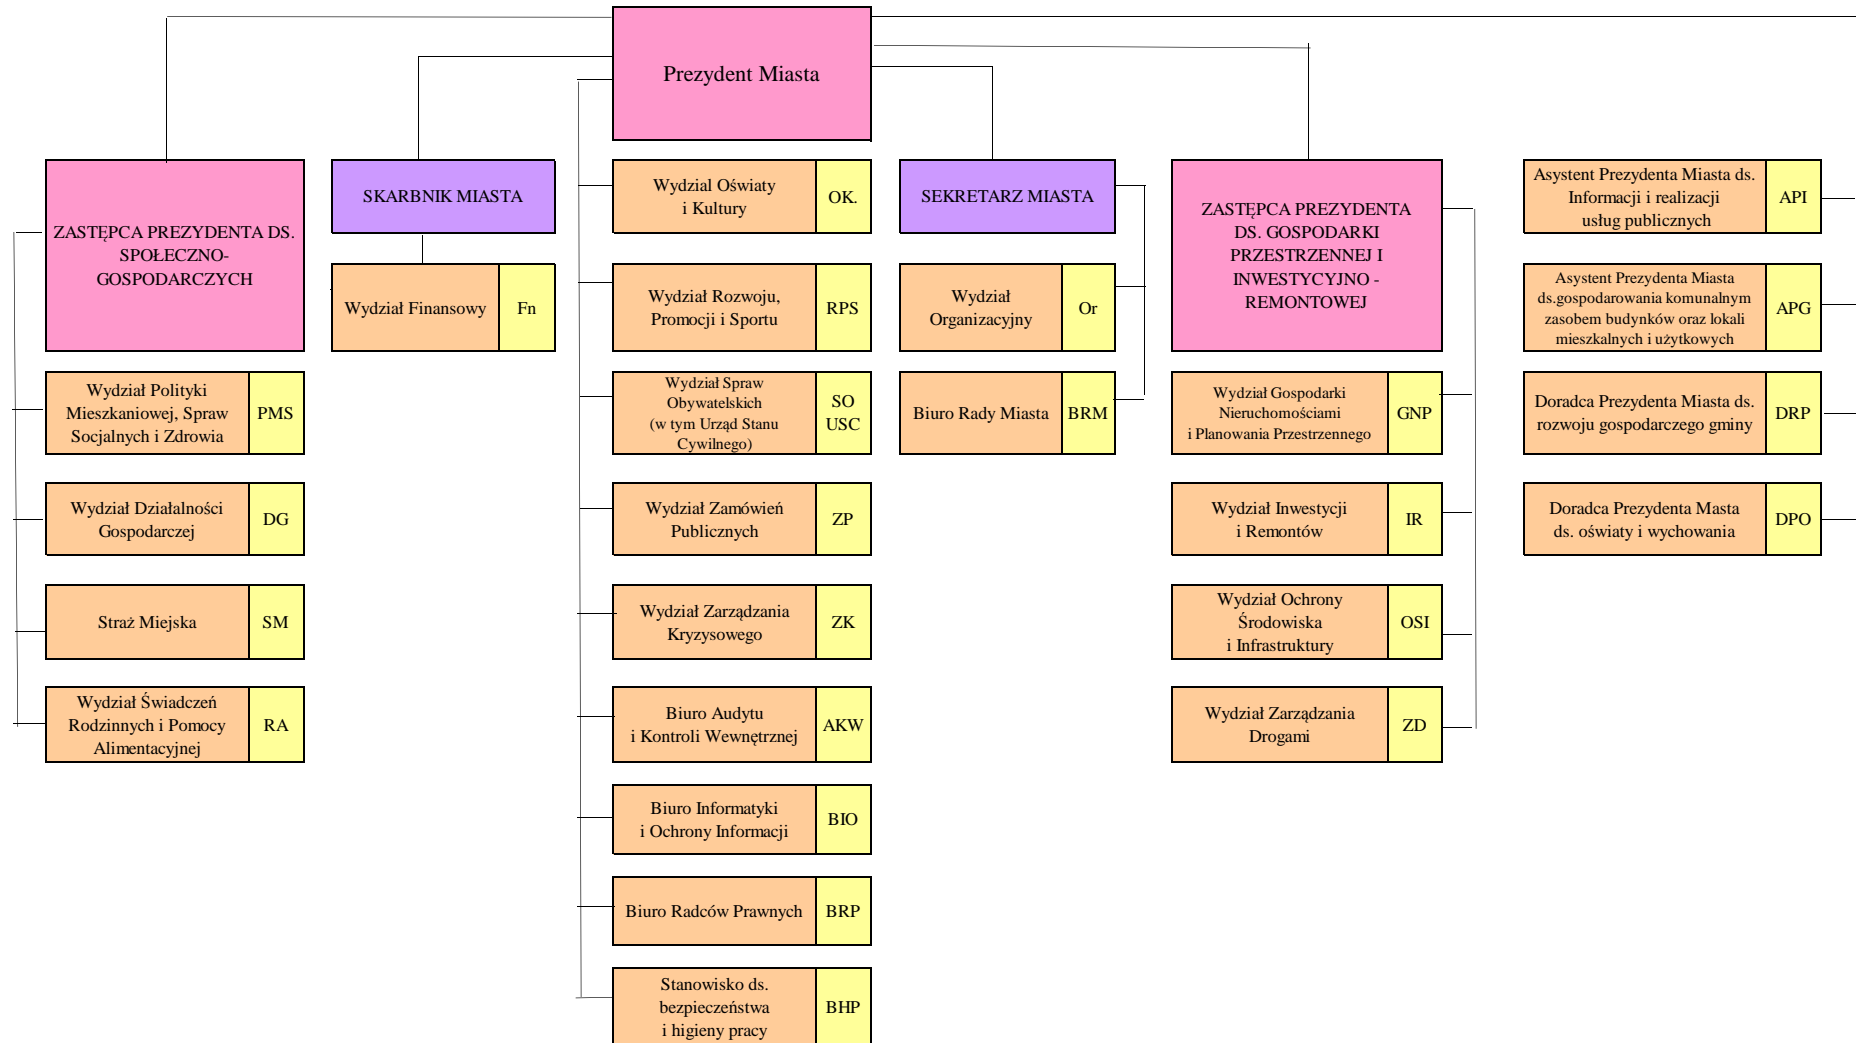 Prezydent Miasta
ZASTĘPCA PREZYDENTA DS.
SPOŁECZNO-
GOSPODARCZYCH
Wydział Polityki
Mieszkaniowej, Spraw
Socjalnych i Zdrowia
PMS
Wydział Działalności
Gospodarczej
DG
Straż Miejska
SM
Wydział Świadczeń
Rodzinnych i Pomocy
Alimentacyjnej
RA
SKARBNIK MIASTA
Wydział Finansowy
Fn
Wydzial Oświaty
i Kultury
OK.
Wydział Rozwoju,
Promocji i Sportu
RPS
Wydział Spraw
Obywatelskich
(w tym Urząd Stanu
Cywilnego)
SO
USC
Wydział Zamówień
Publicznych
ZP
Wydział Zarządzania
Kryzysowego
ZK
Biuro Audytu
i Kontroli Wewnętrznej
AKW
Biuro Informatyki
i Ochrony Informacji
BIO
Biuro Radców Prawnych
BRP
Stanowisko ds.
bezpieczeństwa
i higieny pracy
BHP
SEKRETARZ MIASTA
Wydział
Organizacyjny
Or
Biuro Rady Miasta
BRM
ZASTĘPCA PREZYDENTA
DS. GOSPODARKI
PRZESTRZENNEJ I
INWESTYCYJNO -
REMONTOWEJ
Wydział Gospodarki
Nieruchomościami
i Planowania Przestrzennego
GNP
Wydział Inwestycji
i Remontów
IR
Wydział Ochrony
Środowiska
i Infrastruktury
OSI
Wydział Zarządzania
Drogami
ZD
Asystent Prezydenta Miasta ds.
Informacji i realizacji
usług publicznych
API
Asystent Prezydenta Miasta
ds.gospodarowania komunalnym
zasobem budynków oraz lokali
mieszkalnych i użytkowych
APG
Doradca Prezydenta Miasta ds.
rozwoju gospodarczego gminy
DRP
Doradca Prezydenta Masta
ds. oświaty i wychowania
DPO